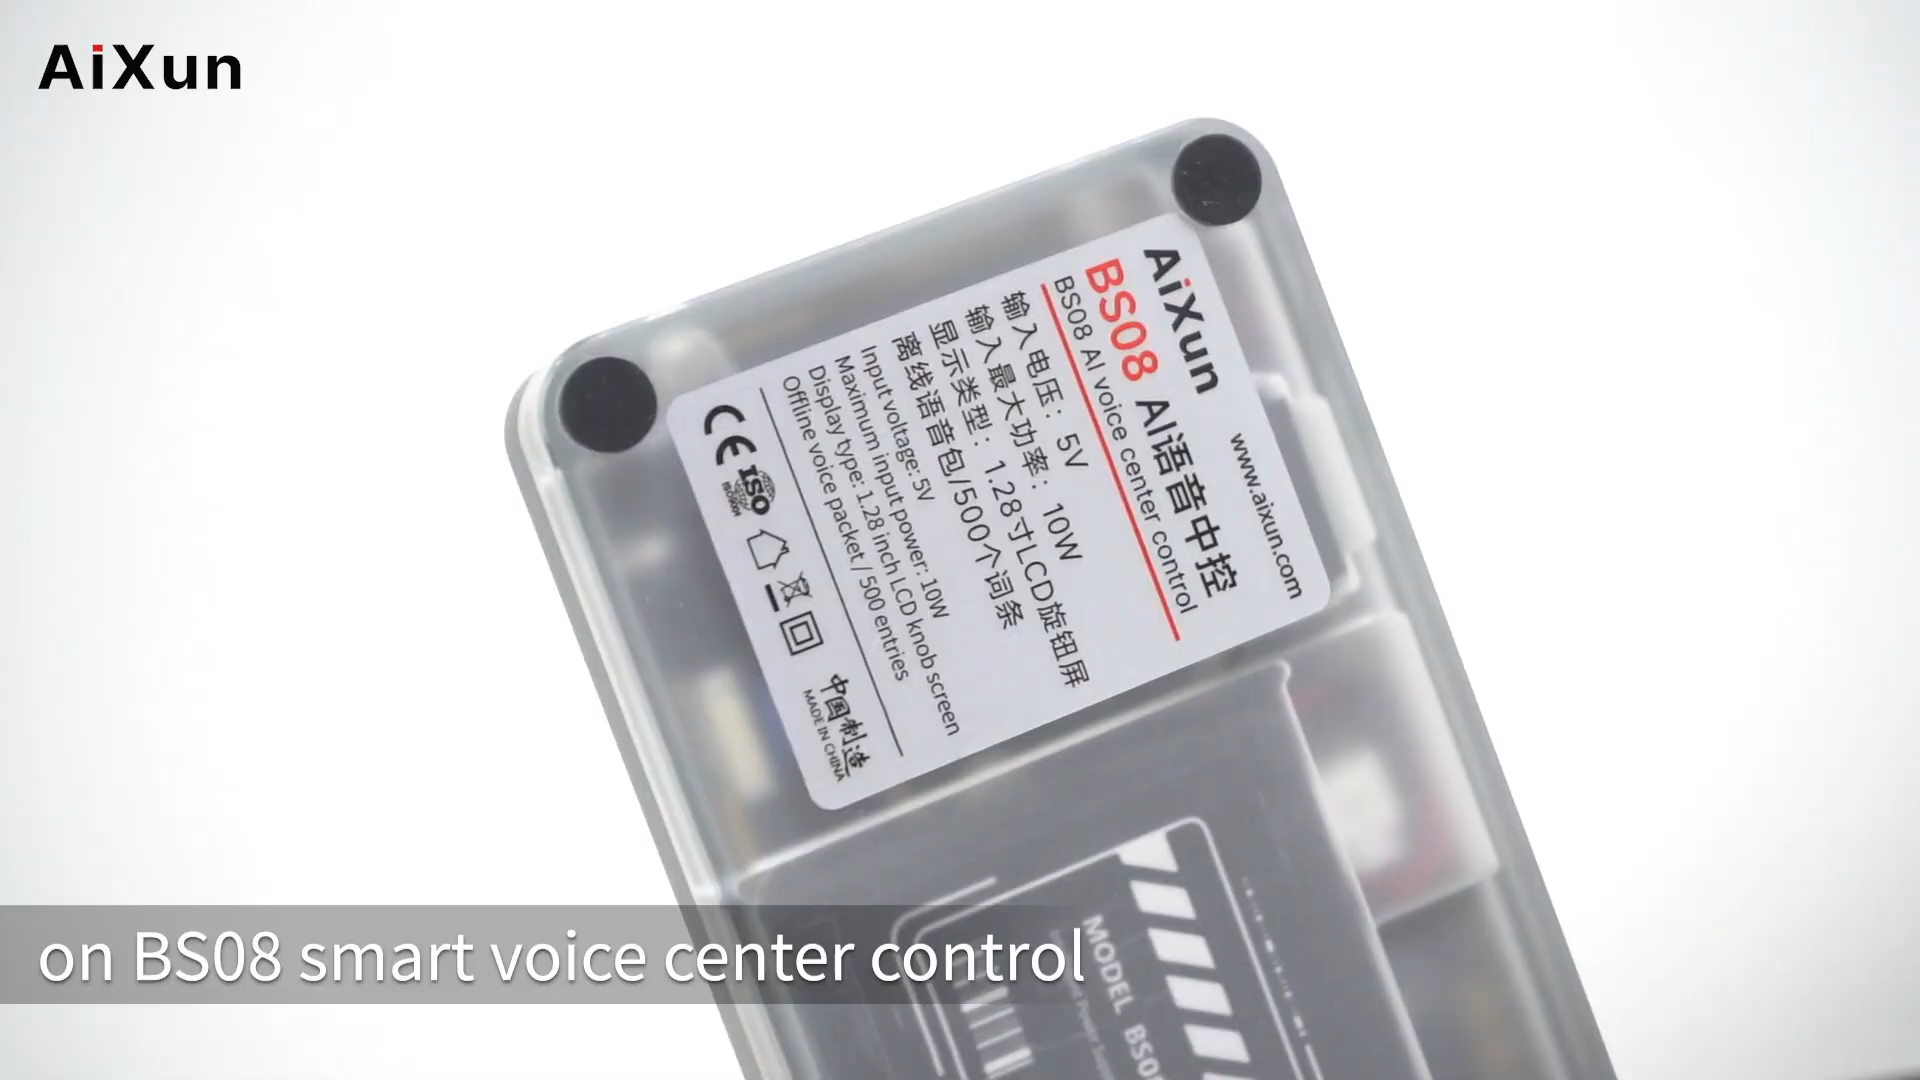 AiXun
AiXun
www.aixun.com
BS08 AI语音中控
BS08 AI voice center control
输入电压：5V
输入最大功率：10W
显示类型：1.28寸LCD旋钮屏
离线语音包/500个词条
Input voltage: 5V
Maximum input power: 10W
Display type: 1.28 inch LCD knob screen
Offline voice packet / 500 entries
CE
ISO
中国制造
MADE IN CHINA
MODEL
on BS08 smart voice center control